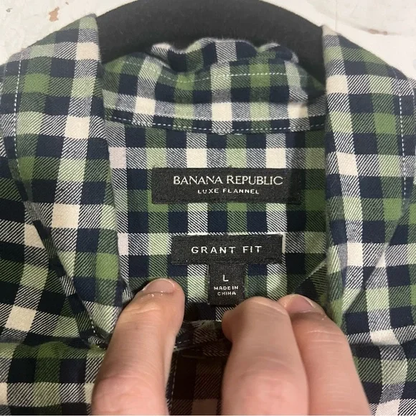 BANANA REPUBLIC
LUXE FLANNEL
GRANT FIT
L
MADE IN
CHINA